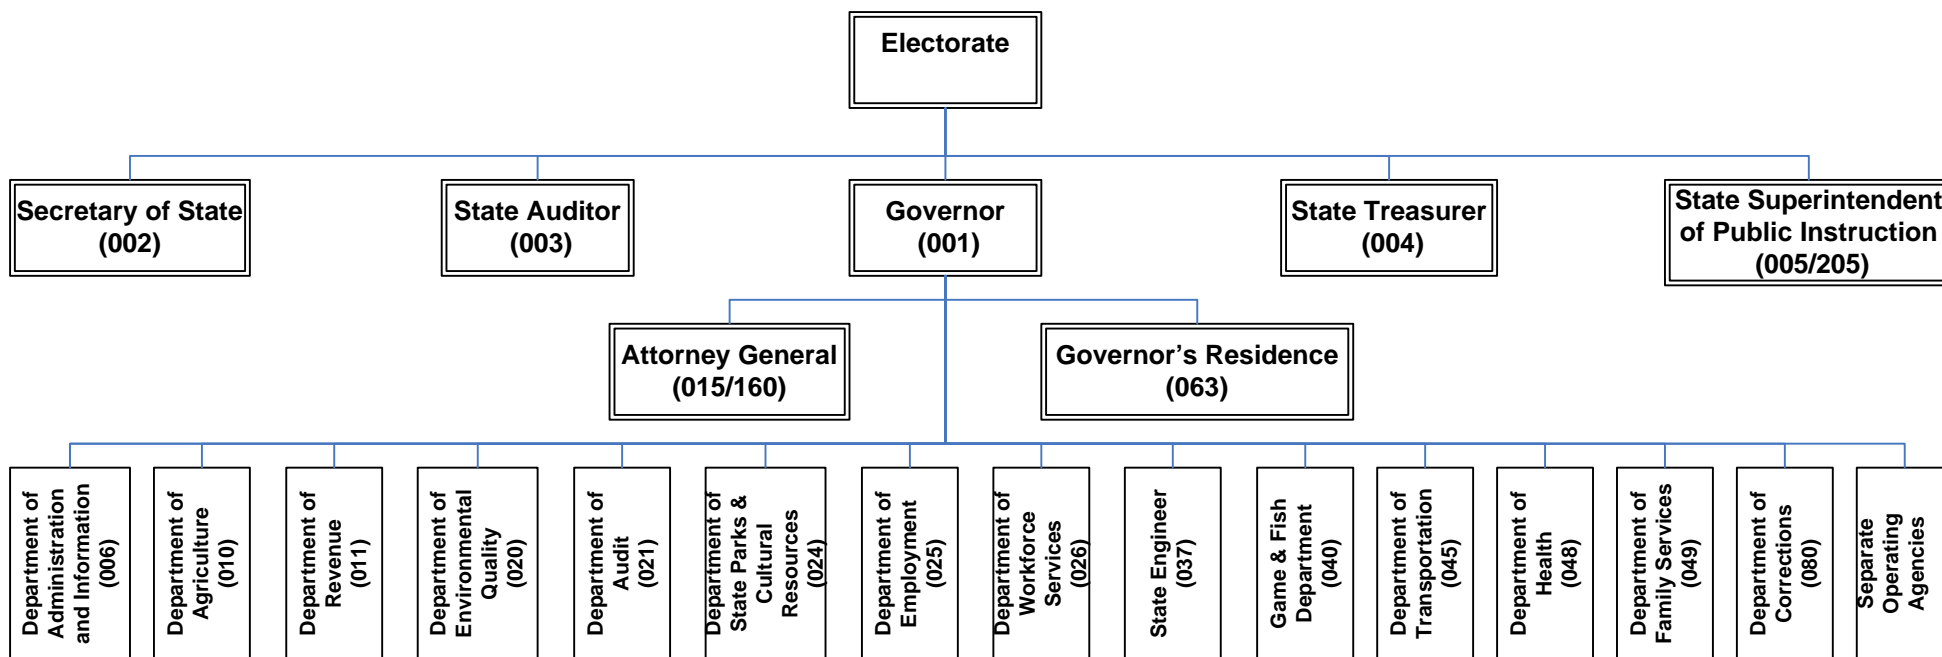 Electorate
Secretary of State
(002)
State Auditor
(003)
Governor
(001)
State Treasurer
(004)
State Superintendent
of Public Instruction
(005/205)
Attorney General
(015/160)
Governor’s Residence
(063)
Department of
Administration
and Information
(006)
Department of
Agriculture
(010)
Department of
Revenue
(011)
Department of
Environmental
Quality
(020)
Department of
Audit
(021)
Department of
State Parks &
Cultural
Resources
(024)
Department of
Employment
(025)
Department of
Workforce
Services
(026)
State Engineer
(037)
Game & Fish
Department
(040)
Department of
Transportation
(045)
Department of
Health
(048)
Department of
Family Services
(049)
Department of
Corrections
(080)
Separate
Operating
Agencies